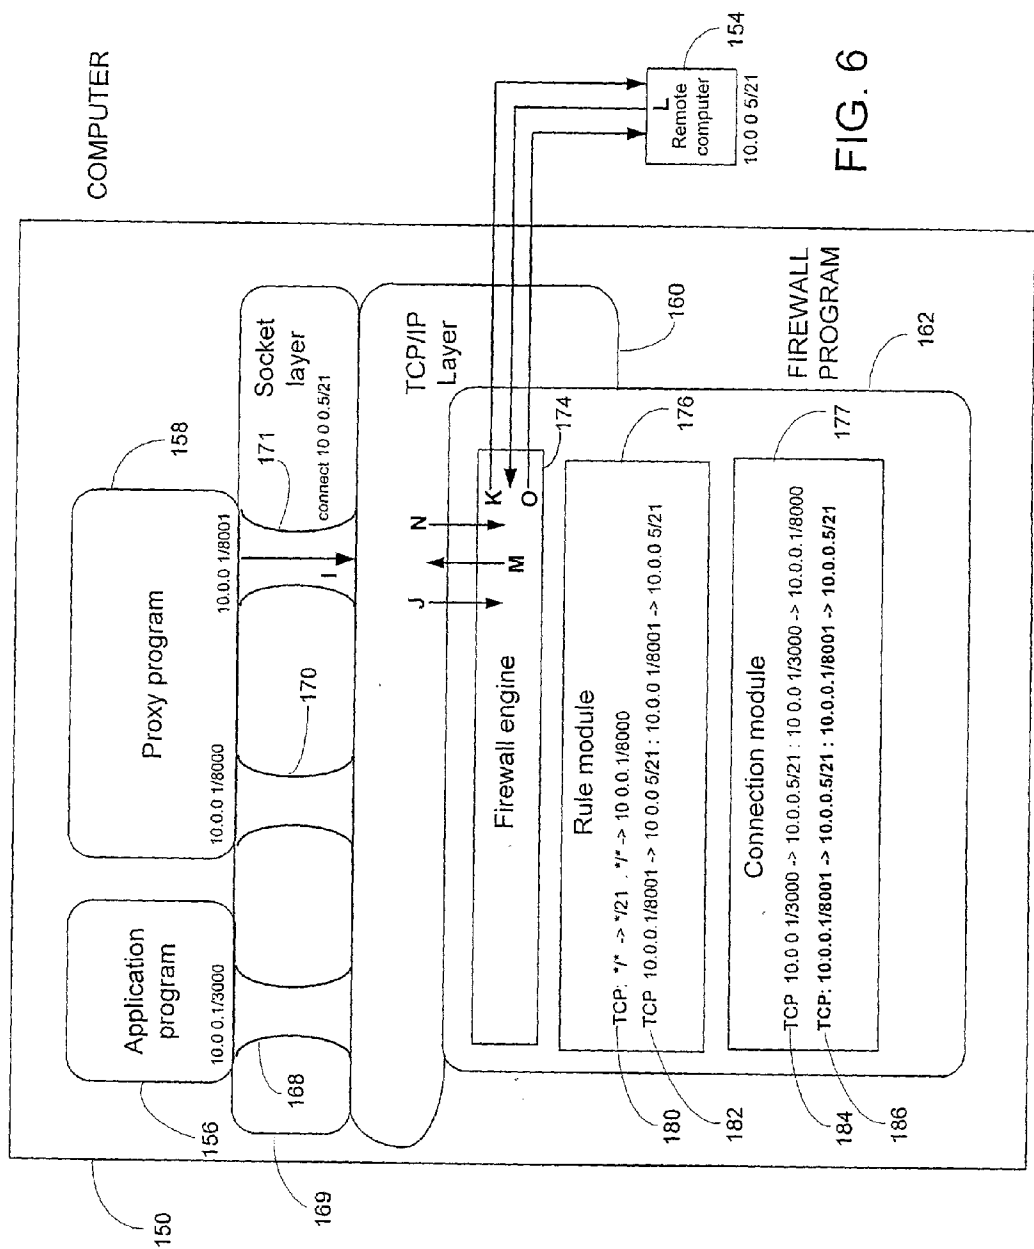 COMPUTER
150
156
Application
program
10.0 0.1/3000
158
Proxy program
10.0.0 1/8000
10.0.0 1/8001
169
168
170
171
I
Socket
layer
connect 10 0 0.5/21
TCP/IP
Layer
160
J
M
N
K
O
L
Remote
computer
154
10.0 0 5/21
Firewall engine
174
FIREWALL
PROGRAM
162
Rule module
176
180
TCP: */* -> */21 . */* -> 10 0.0.1/8000
182
TCP 10.0.0.1/8001 -> 10 0.0 5/21 : 10.0.0 1/8001 -> 10.0.0 5/21
Connection module
177
184
TCP 10.0 0 1/3000 -> 10.0.0.5/21 : 10 0.0 1/3000 -> 10.0.0.1/8000
186
TCP: 10.0.0.1/8001 -> 10.0.0.5/21 : 10.0.0.1/8001 -> 10.0.0.5/21
FIG. 6